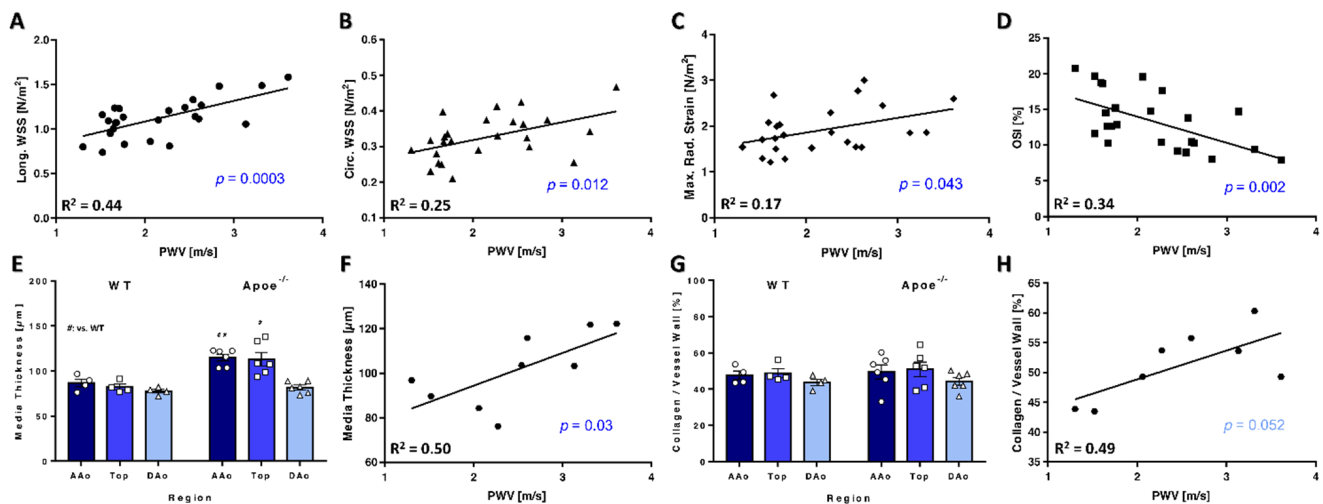 A
Long. WSS [N/m²]
2.0
1.5
1.0
0.5
0.0
p = 0.0003
R² = 0.44
1 2 3 4
PWV [m/s]
B
Circ. WSS [N/m²]
0.6
0.5
0.4
0.3
0.2
0.1
p = 0.012
R² = 0.25
1 2 3 4
PWV [m/s]
C
Max. Rad. Strain [N/m²]
5
4
3
2
1
0
p = 0.043
R² = 0.17
1 2 3 4
PWV [m/s]
D
OSI [%]
25
20
15
10
5
0
p = 0.002
R² = 0.34
1 2 3 4
PWV [m/s]
E
Media Thickness [µm]
200
150
100
50
0
WT Apoe-/-
#: vs. WT
AAo Top DAo AAo Top DAo
Region
F
Media Thickness [µm]
140
120
100
80
60
p = 0.03
R² = 0.50
1 2 3 4
PWV [m/s]
G
Collagen / Vessel Wall [%]
100
80
60
40
20
0
WT Apoe-/-
AAo Top DAo AAo Top DAo
Region
H
Collagen / Vessel Wall [%]
65
60
55
50
45
40
35
p = 0.052
R² = 0.49
1 2 3 4
PWV [m/s]